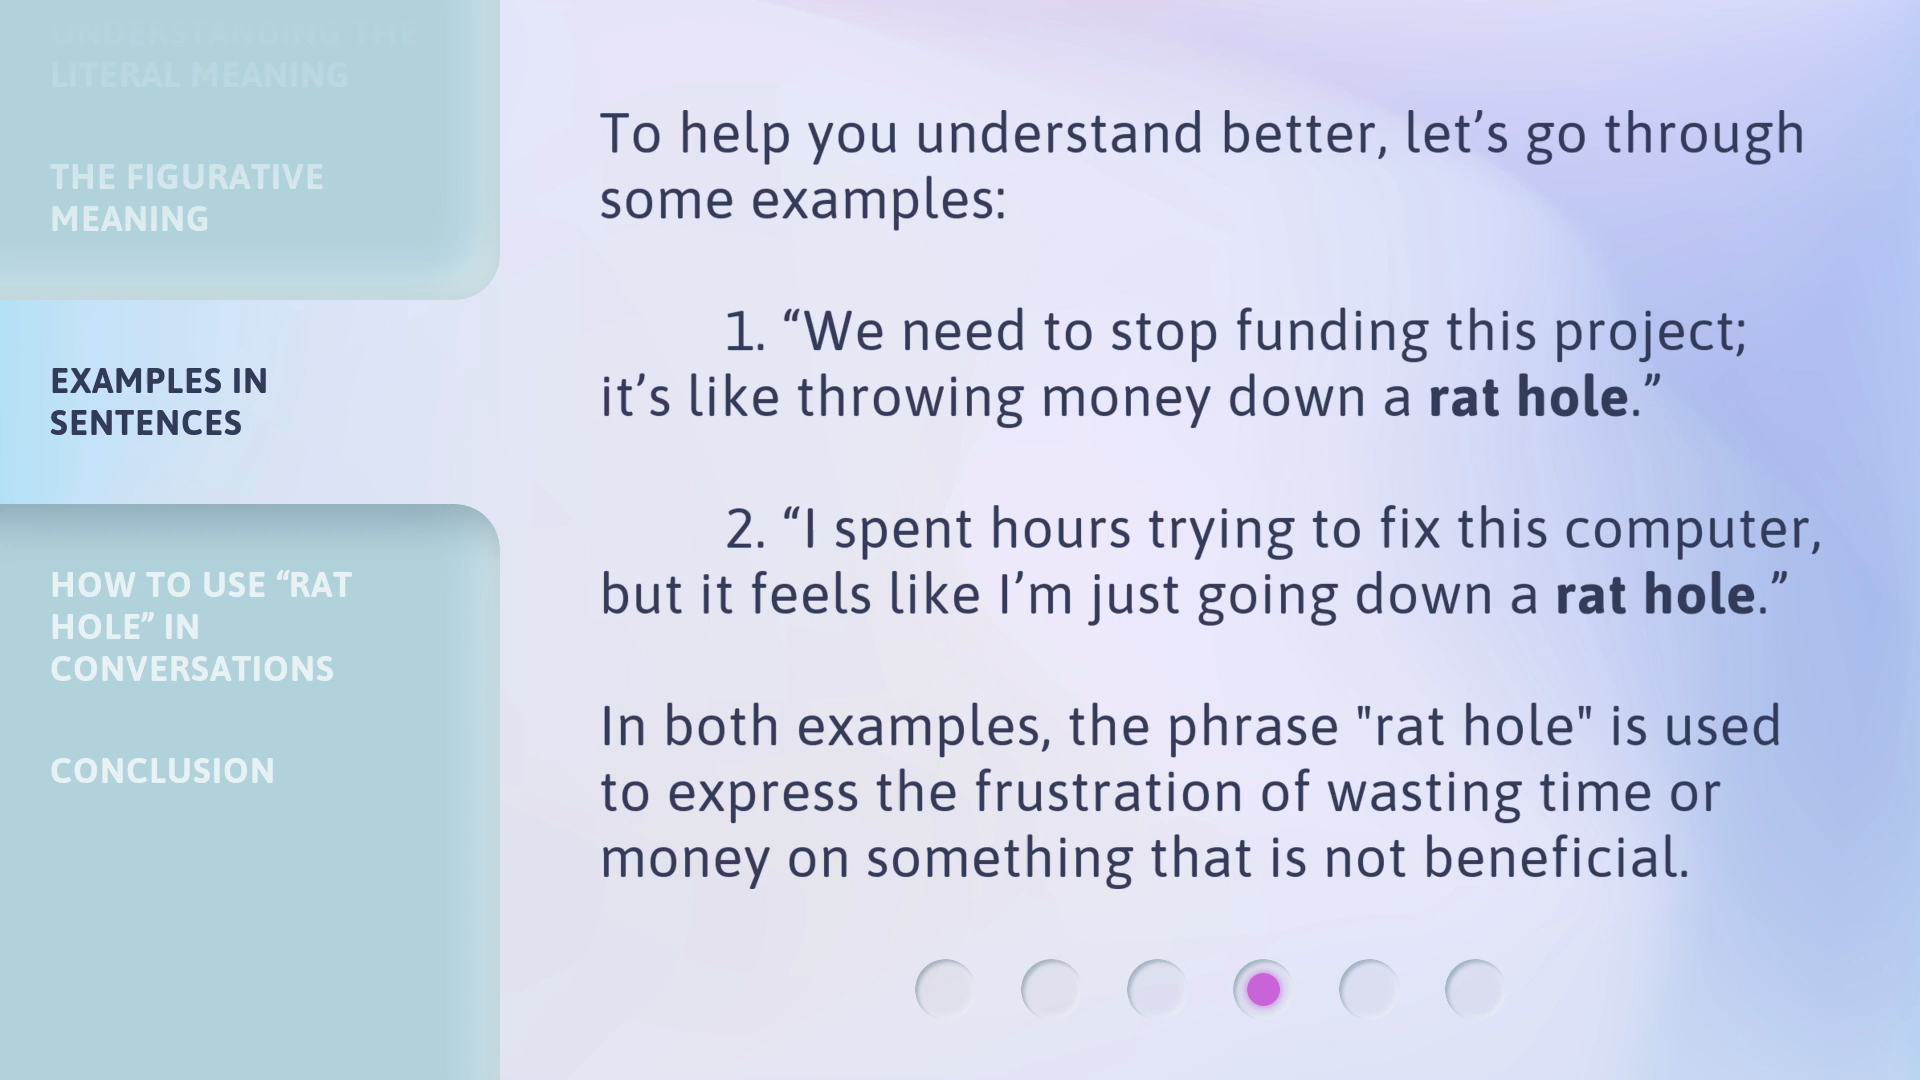 UNDERSTANDING THE
LITERAL MEANING
THE FIGURATIVE
MEANING
EXAMPLES IN
SENTENCES
HOW TO USE “RAT
HOLE” IN
CONVERSATIONS
CONCLUSION
To help you understand better, let’s go through
some examples:
1. “We need to stop funding this project;
it’s like throwing money down a rat hole.”
2. “I spent hours trying to fix this computer,
but it feels like I’m just going down a rat hole.”
In both examples, the phrase "rat hole" is used
to express the frustration of wasting time or
money on something that is not beneficial.